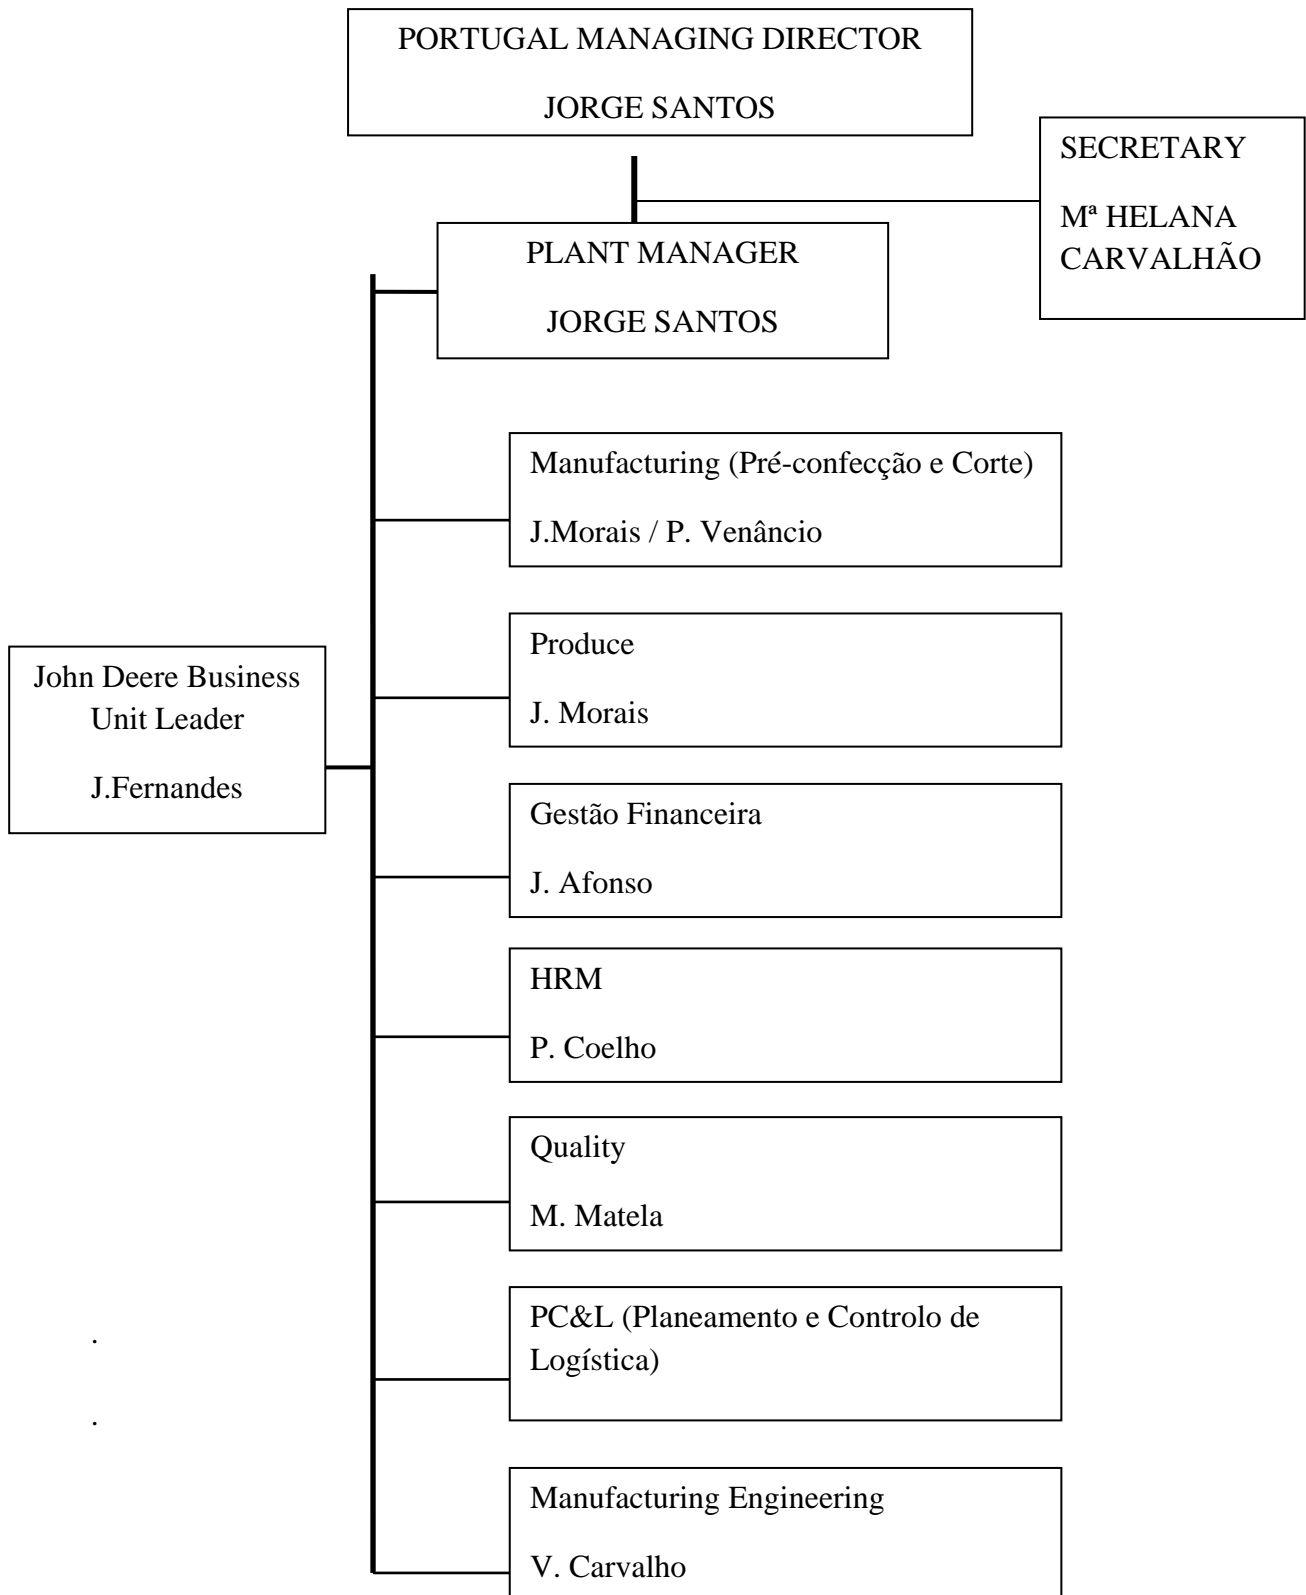 PORTUGAL MANAGING DIRECTOR
JORGE SANTOS
SECRETARY
Mª HELANA
CARVALHÃO
PLANT MANAGER
JORGE SANTOS
Manufacturing (Pré-confecção e Corte)
J.Morais / P. Venâncio
Produce
J. Morais
John Deere Business
Unit Leader
J.Fernandes
Gestão Financeira
J. Afonso
HRM
P. Coelho
Quality
M. Matela
PC&L (Planeamento e Controlo de
Logística)
.
.
Manufacturing Engineering
V. Carvalho